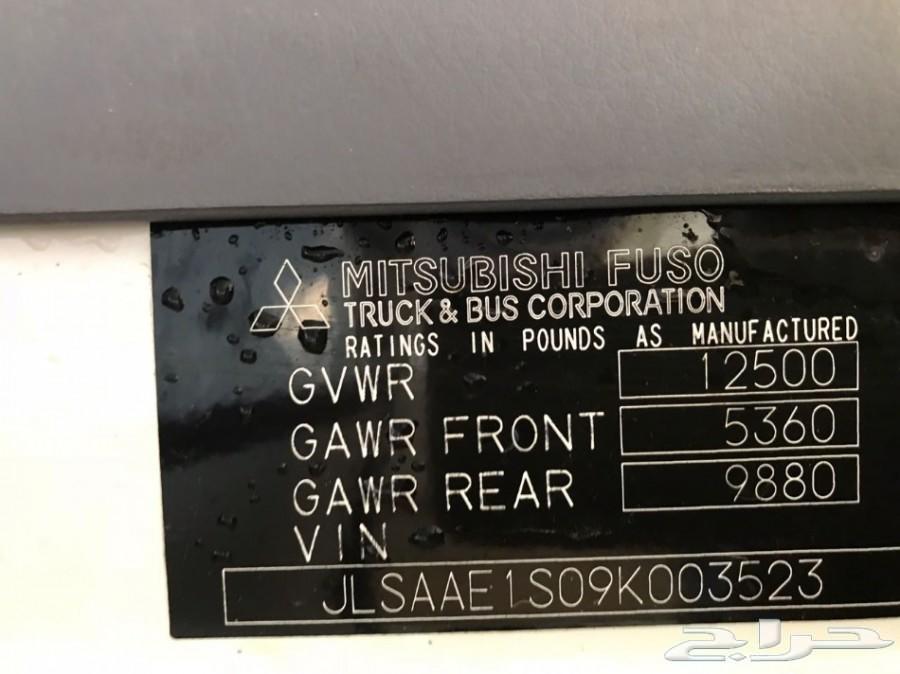 MITSUBISHI FUSO
TRUCK & BUS CORPORATION
RATINGS IN POUNDS AS MANUFACTURED
GVWR 12500
GAWR FRONT 5360
GAWR REAR 9880
VIN
JLSAAE1S09K003523
حراج